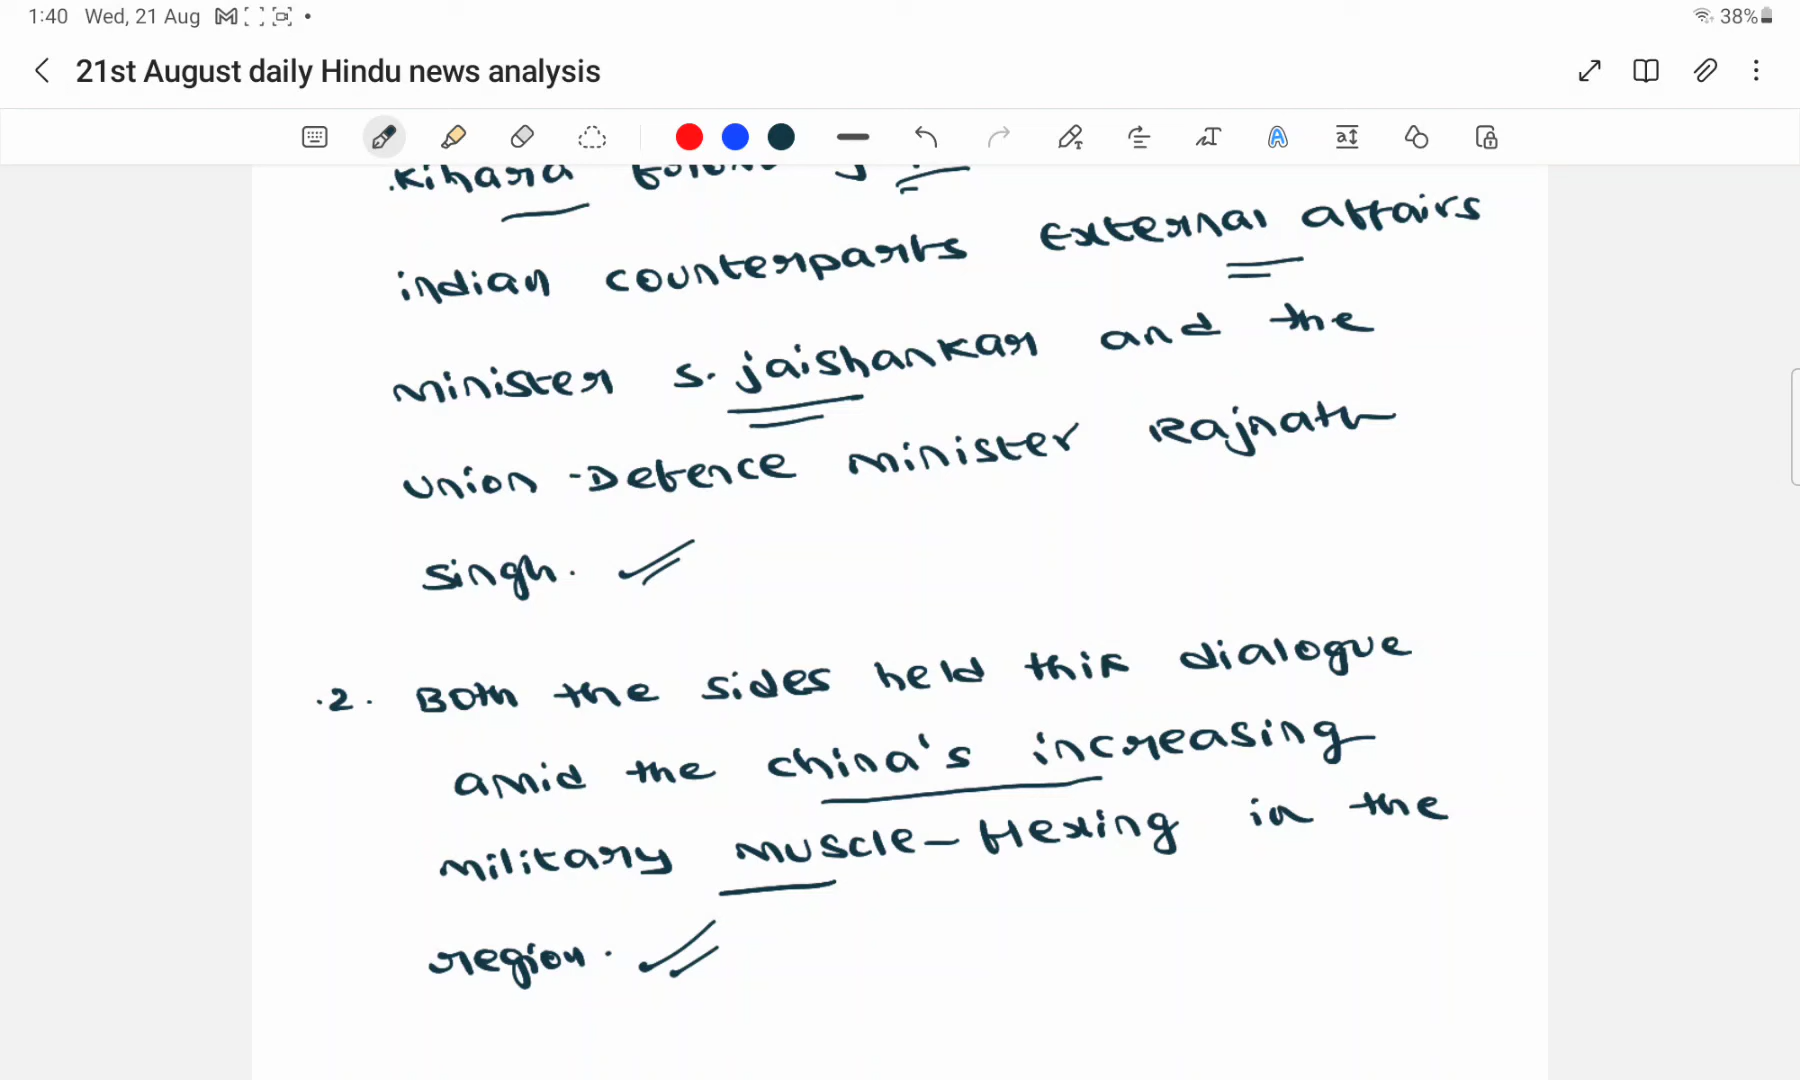 1:40 Wed, 21 Aug 38%
21st August daily Hindu news analysis
Kihara
indian counterparts External affairs
minister S. jaishankar and the
union - Defence minister Rajnath
singh.
2. Both the sides held this dialogue
amid the china's increasing
military muscle-flexing in the
region.